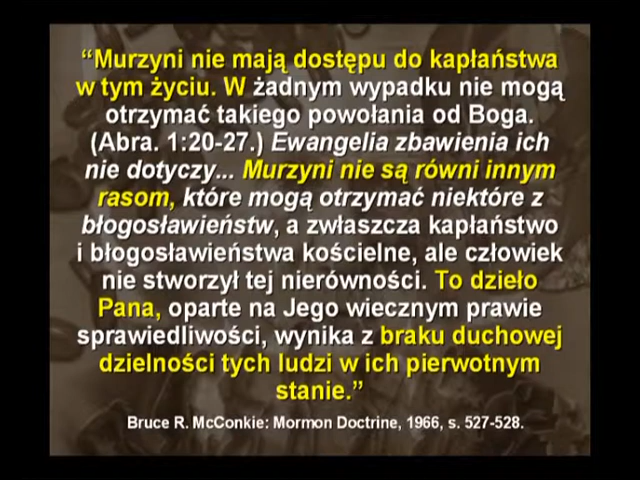 “Murzyni nie mają dostępu do kapłaństwa
w tym życiu. W żadnym wypadku nie mogą
otrzymać takiego powołania od Boga.
(Abra. 1:20-27.) Ewangelia zbawienia ich
nie dotyczy... Murzyni nie są równi innym
rasom, które mogą otrzymać niektóre z
błogosławieństw, a zwłaszcza kapłaństwo
i błogosławieństwa kościelne, ale człowiek
nie stworzył tej nierówności. To dzieło
Pana, oparte na Jego wiecznym prawie
sprawiedliwości, wynika z braku duchowej
dzielności tych ludzi w ich pierwotnym
stanie.”
Bruce R. McConkie: Mormon Doctrine, 1966, s. 527-528.